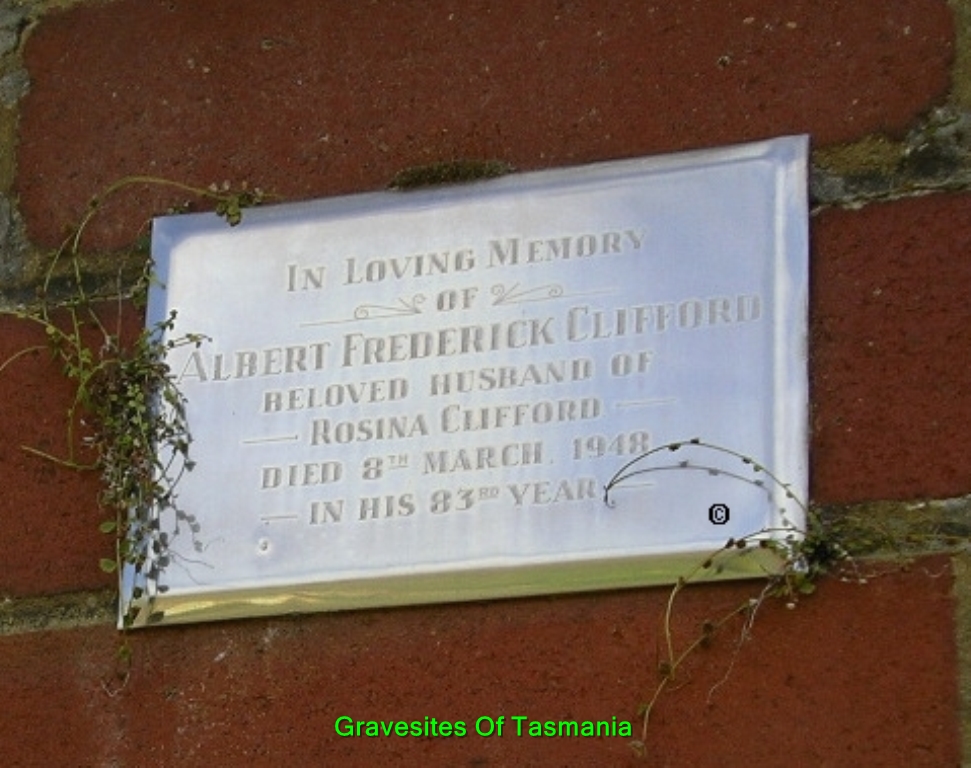 In Loving Memory
of
Albert Frederick Clifford
beloved husband of
Rosina Clifford
died 8th March. 1948
in his 83rd year
©
Gravesites Of Tasmania